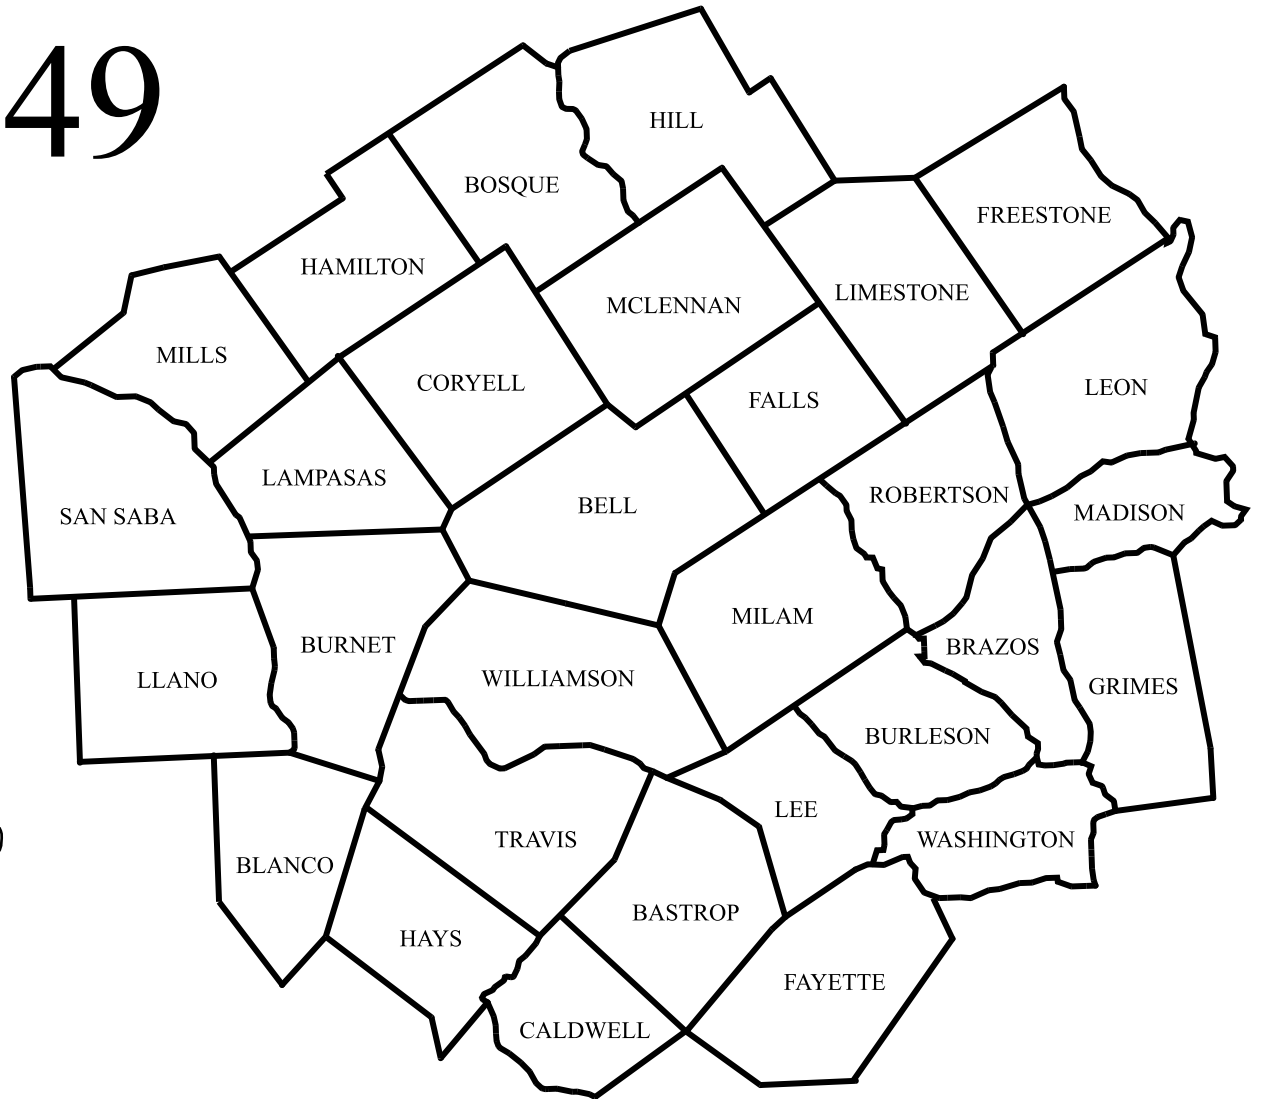 49
HILL
BOSQUE
FREESTONE
HAMILTON
LIMESTONE
MCLENNAN
MILLS
CORYELL
LEON
FALLS
LAMPASAS
ROBERTSON
BELL
MADISON
SAN SABA
MILAM
BURNET
BRAZOS
LLANO
WILLIAMSON
GRIMES
BURLESON
LEE
TRAVIS
WASHINGTON
BLANCO
BASTROP
HAYS
FAYETTE
CALDWELL